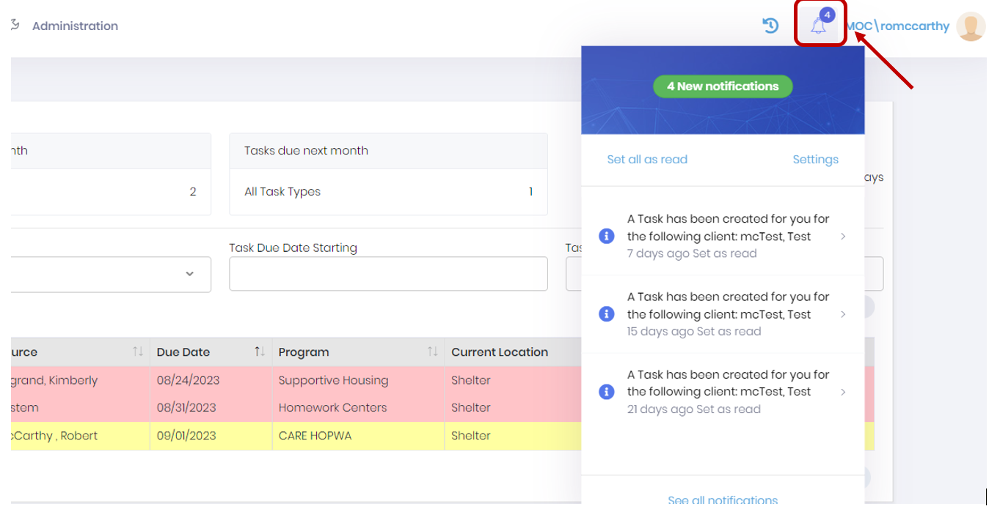 Administration
4
MOC\romccarthy
4 New notifications
Set all as read
Settings
nth
Tasks due next month
ays
2
All Task Types
1
A Task has been created for you for
the following client: mcTest, Test
7 days ago Set as read
Task Due Date Starting
Tas
A Task has been created for you for
the following client: mcTest, Test
15 days ago Set as read
urce
Due Date
Program
Current Location
grand, Kimberly
08/24/2023
Supportive Housing
Shelter
A Task has been created for you for
the following client: mcTest, Test
21 days ago Set as read
stem
08/31/2023
Homework Centers
Shelter
cCarthy , Robert
09/01/2023
CARE HOPWA
Shelter
See all notifications